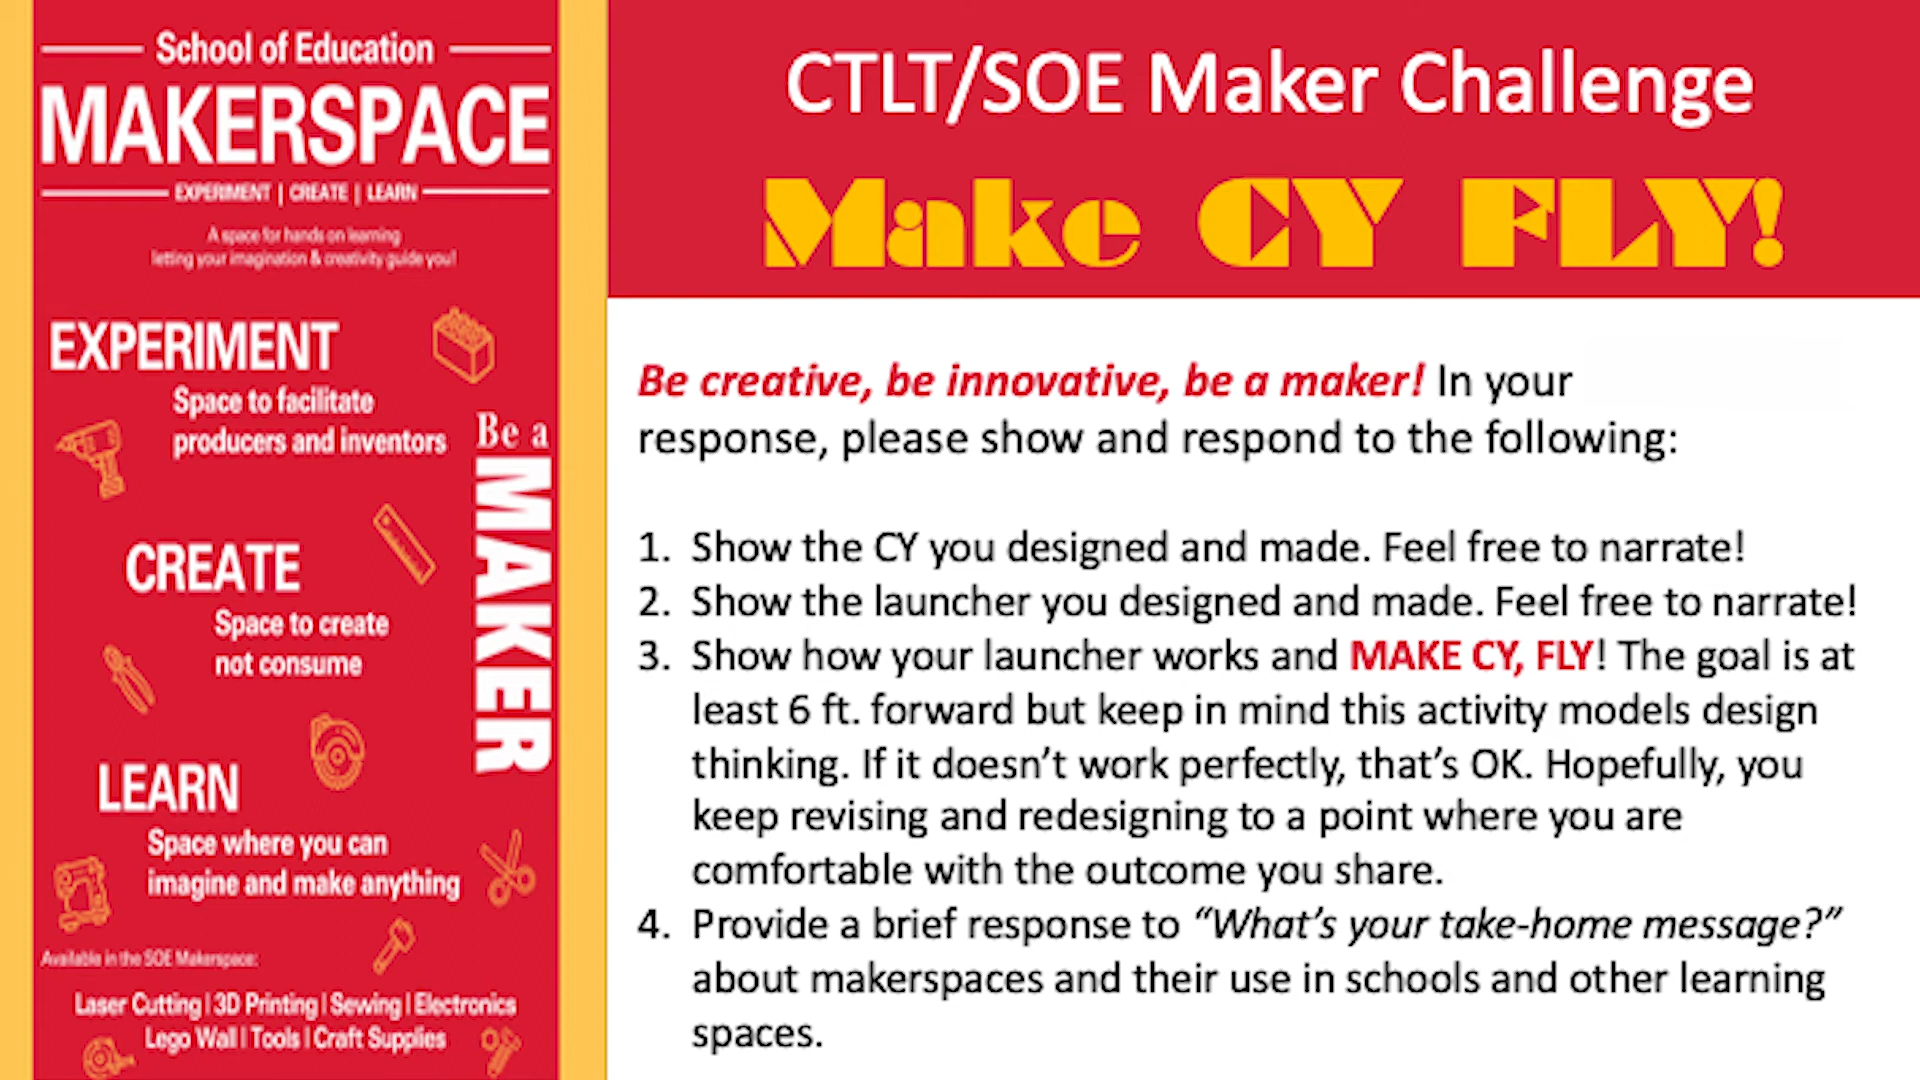 School of Education
MAKERSPACE
EXPERIMENT | CREATE | LEARN
A space for hands on learning
letting your imagination & creativity guide you!
EXPERIMENT
Space to facilitate
producers and inventors
Be a
MAKER
CREATE
Space to create
not consume
LEARN
Space where you can
imagine and make anything
Available in the SOE Makerspace:
Laser Cutting | 3D Printing | Sewing | Electronics
Lego Wall | Tools | Craft Supplies
CTLT/SOE Maker Challenge
Make CY FLY!
Be creative, be innovative, be a maker! In your
response, please show and respond to the following:
1. Show the CY you designed and made. Feel free to narrate!
2. Show the launcher you designed and made. Feel free to narrate!
3. Show how your launcher works and MAKE CY, FLY! The goal is at
least 6 ft. forward but keep in mind this activity models design
thinking. If it doesn’t work perfectly, that’s OK. Hopefully, you
keep revising and redesigning to a point where you are
comfortable with the outcome you share.
4. Provide a brief response to “What’s your take-home message?”
about makerspaces and their use in schools and other learning
spaces.